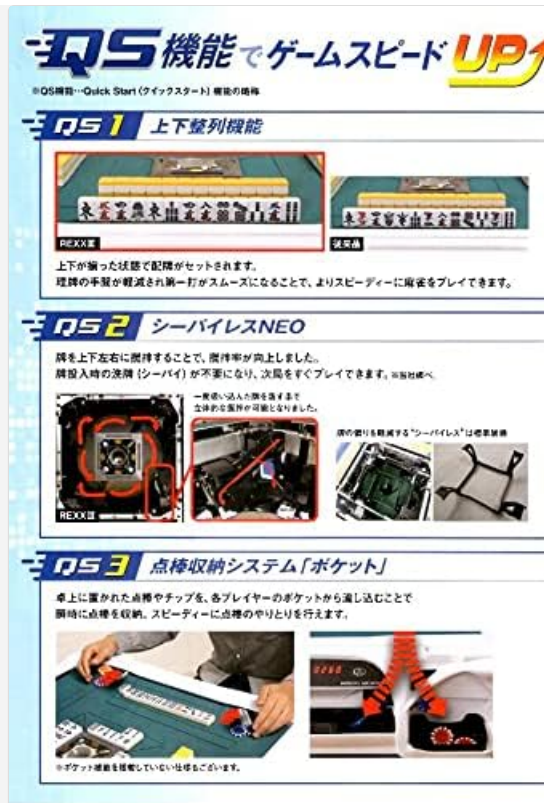 QS機能でゲームスピードUP
※QS機能…Quick Start（クイックスタート）機能の略称
QS1 上下整列機能
REXXⅢ
従来品
上下が揃った状態で配牌がセットされます。
理牌の手間が軽減され第一打がスムーズになることで、よりスピーディーに麻雀をプレイできます。
QS2 シーパイレスNEO
牌を上下左右に攪拌することで、攪拌率が向上しました。
牌投入時の洗牌（シーパイ）が不要になり、次局をすぐプレイできます。※当社調べ
一度吸い込んだ牌を落すまで
立体的な攪拌が可能となりました。
牌の偏りを軽減する"シーパイレス"は標準装備
REXXⅢ
QS3 点棒収納システム「ポケット」
卓上に置かれた点棒やチップを、各プレイヤーのポケットから流し込むことで
瞬時に点棒を収納。スピーディーに点棒のやりとりを行えます。
※ポケット機能を搭載していない仕様もございます。